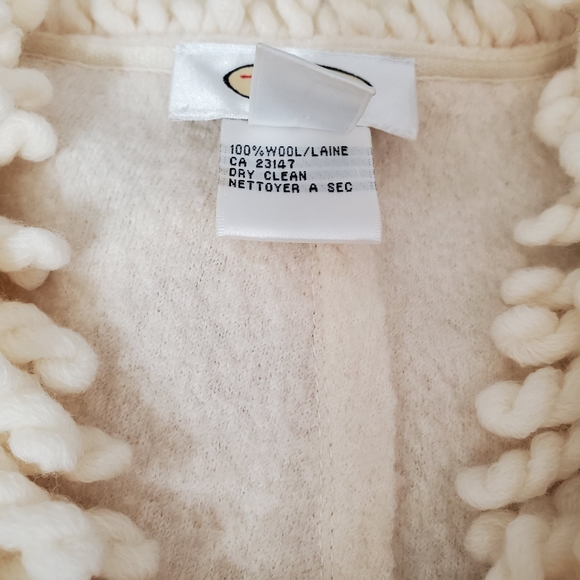 100%WOOL/LAINE
CA 23147
DRY CLEAN
NETTOYER A SEC